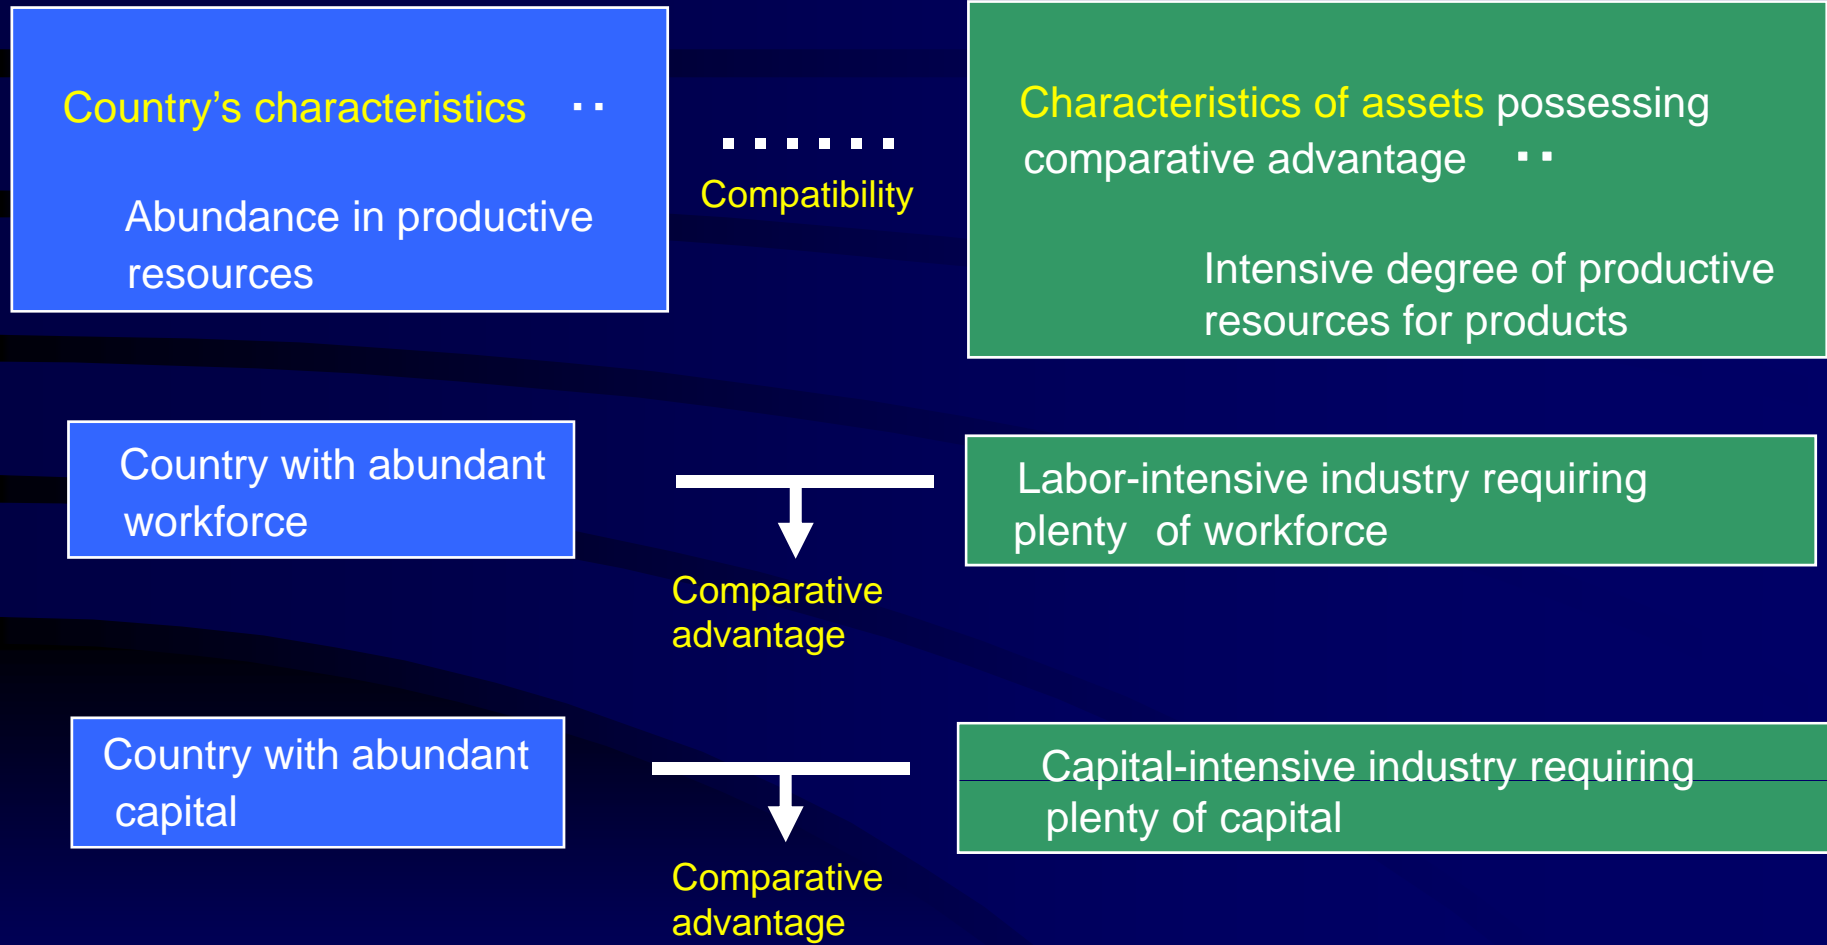 Country’s characteristics ··
Abundance in productive
resources
······
Compatibility
Characteristics of assets possessing
comparative advantage ··
Intensive degree of productive
resources for products
Country with abundant
workforce
Comparative
advantage
Labor-intensive industry requiring
plenty of workforce
Country with abundant
capital
Comparative
advantage
Capital-intensive industry requiring
plenty of capital